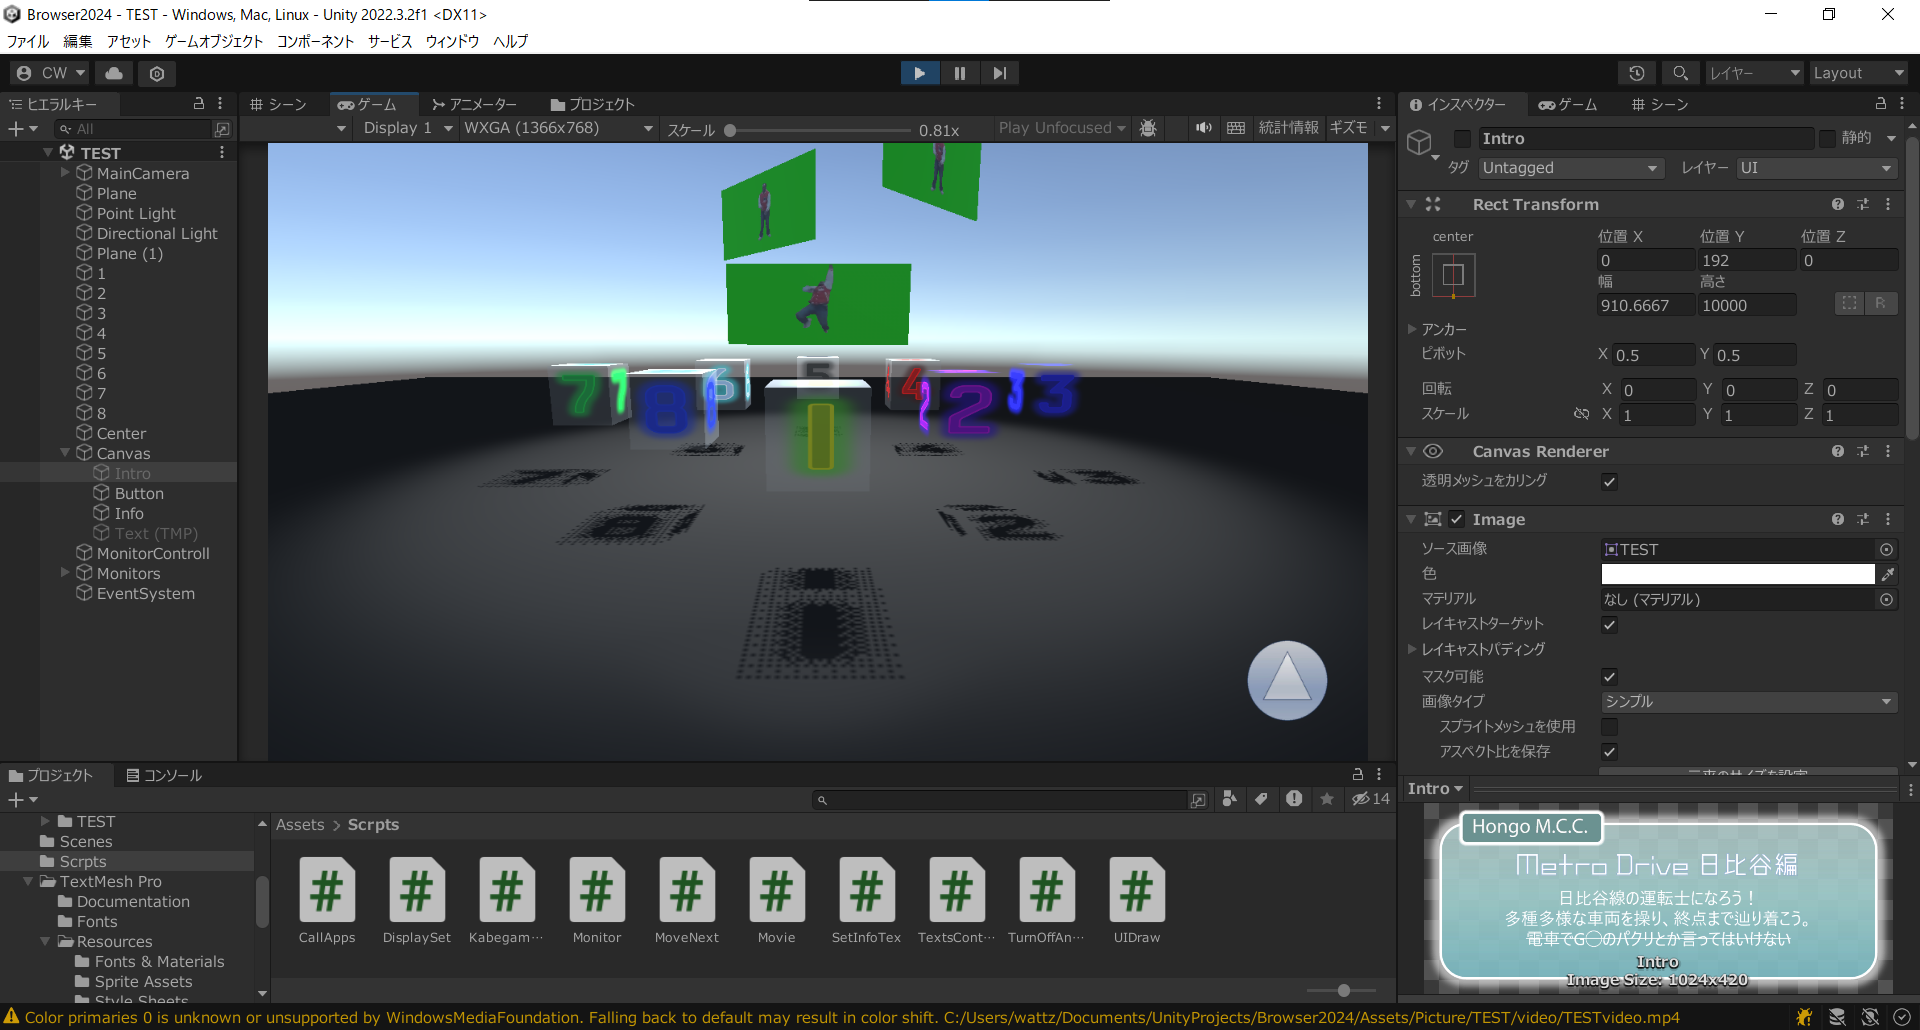 Browser2024 - TEST - Windows, Mac, Linux - Unity 2022.3.2f1 <DX11>
ファイル 編集 アセット ゲームオブジェクト コンポーネント サービス ウィンドウ ヘルプ
CW
レイヤー Layout
ヒエラルキー
All
TEST
MainCamera
Plane
Point Light
Directional Light
Plane (1)
1
2
3
4
5
6
7
8
Center
Canvas
Intro
Button
Info
Text (TMP)
MonitorControll
Monitors
EventSystem
シーン ゲーム アニメーター プロジェクト
Display 1 WXGA (1366x768) スケール 0.81x Play Unfocused 統計情報 ギズモ
7 7 6 5 4 3 3
8 8 1 2 2
インスペクター ゲーム シーン
Intro 静的
タグ Untagged レイヤー UI
Rect Transform
center
bottom
位置 X 位置 Y 位置 Z
0 192 0
幅 高さ
910.6667 10000
R
アンカー
ピボット X 0.5 Y 0.5
回転 X 0 Y 0 Z 0
スケール X 1 Y 1 Z 1
Canvas Renderer
透明メッシュをカリング
Image
ソース画像 TEST
色
マテリアル なし (マテリアル)
レイキャストターゲット
レイキャストパディング
マスク可能
画像タイプ シンプル
スプライトメッシュを使用
アスペクト比を保存
Intro
Hongo M.C.C.
Metro Drive 日比谷編
日比谷線の運転士になろう！
多種多様な車両を操り、終点まで辿り着こう。
電車でG〇のパクリとか言ってはいけない
Intro
Image Size: 1024x420
プロジェクト コンソール
14
TEST
Scenes
Scrpts
TextMesh Pro
Documentation
Fonts
Resources
Fonts & Materials
Sprite Assets
Style Sheets
Assets > Scrpts
CallApps DisplaySet Kabegam... Monitor MoveNext Movie SetInfoTex TextsCont... TurnOffAn... UIDraw
Color primaries 0 is unknown or unsupported by WindowsMediaFoundation. Falling back to default may result in color shift. C:/Users/wattz/Documents/UnityProjects/Browser2024/Assets/Picture/TEST/video/TESTvideo.mp4